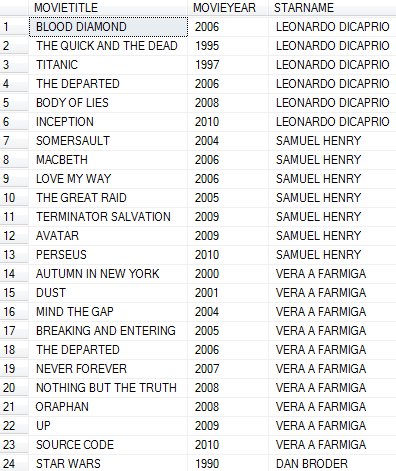 MOVIETITLE MOVIEYEAR STARNAME
1 BLOOD DIAMOND 2006 LEONARDO DICAPRIO
2 THE QUICK AND THE DEAD 1995 LEONARDO DICAPRIO
3 TITANIC 1997 LEONARDO DICAPRIO
4 THE DEPARTED 2006 LEONARDO DICAPRIO
5 BODY OF LIES 2008 LEONARDO DICAPRIO
6 INCEPTION 2010 LEONARDO DICAPRIO
7 SOMERSAULT 2004 SAMUEL HENRY
8 MACBETH 2006 SAMUEL HENRY
9 LOVE MY WAY 2006 SAMUEL HENRY
10 THE GREAT RAID 2005 SAMUEL HENRY
11 TERMINATOR SALVATION 2009 SAMUEL HENRY
12 AVATAR 2009 SAMUEL HENRY
13 PERSEUS 2010 SAMUEL HENRY
14 AUTUMN IN NEW YORK 2000 VERA A FARMIGA
15 DUST 2001 VERA A FARMIGA
16 MIND THE GAP 2004 VERA A FARMIGA
17 BREAKING AND ENTERING 2005 VERA A FARMIGA
18 THE DEPARTED 2006 VERA A FARMIGA
19 NEVER FOREVER 2007 VERA A FARMIGA
20 NOTHING BUT THE TRUTH 2008 VERA A FARMIGA
21 ORAPHAN 2008 VERA A FARMIGA
22 UP 2009 VERA A FARMIGA
23 SOURCE CODE 2010 VERA A FARMIGA
24 STAR WARS 1990 DAN BRODER